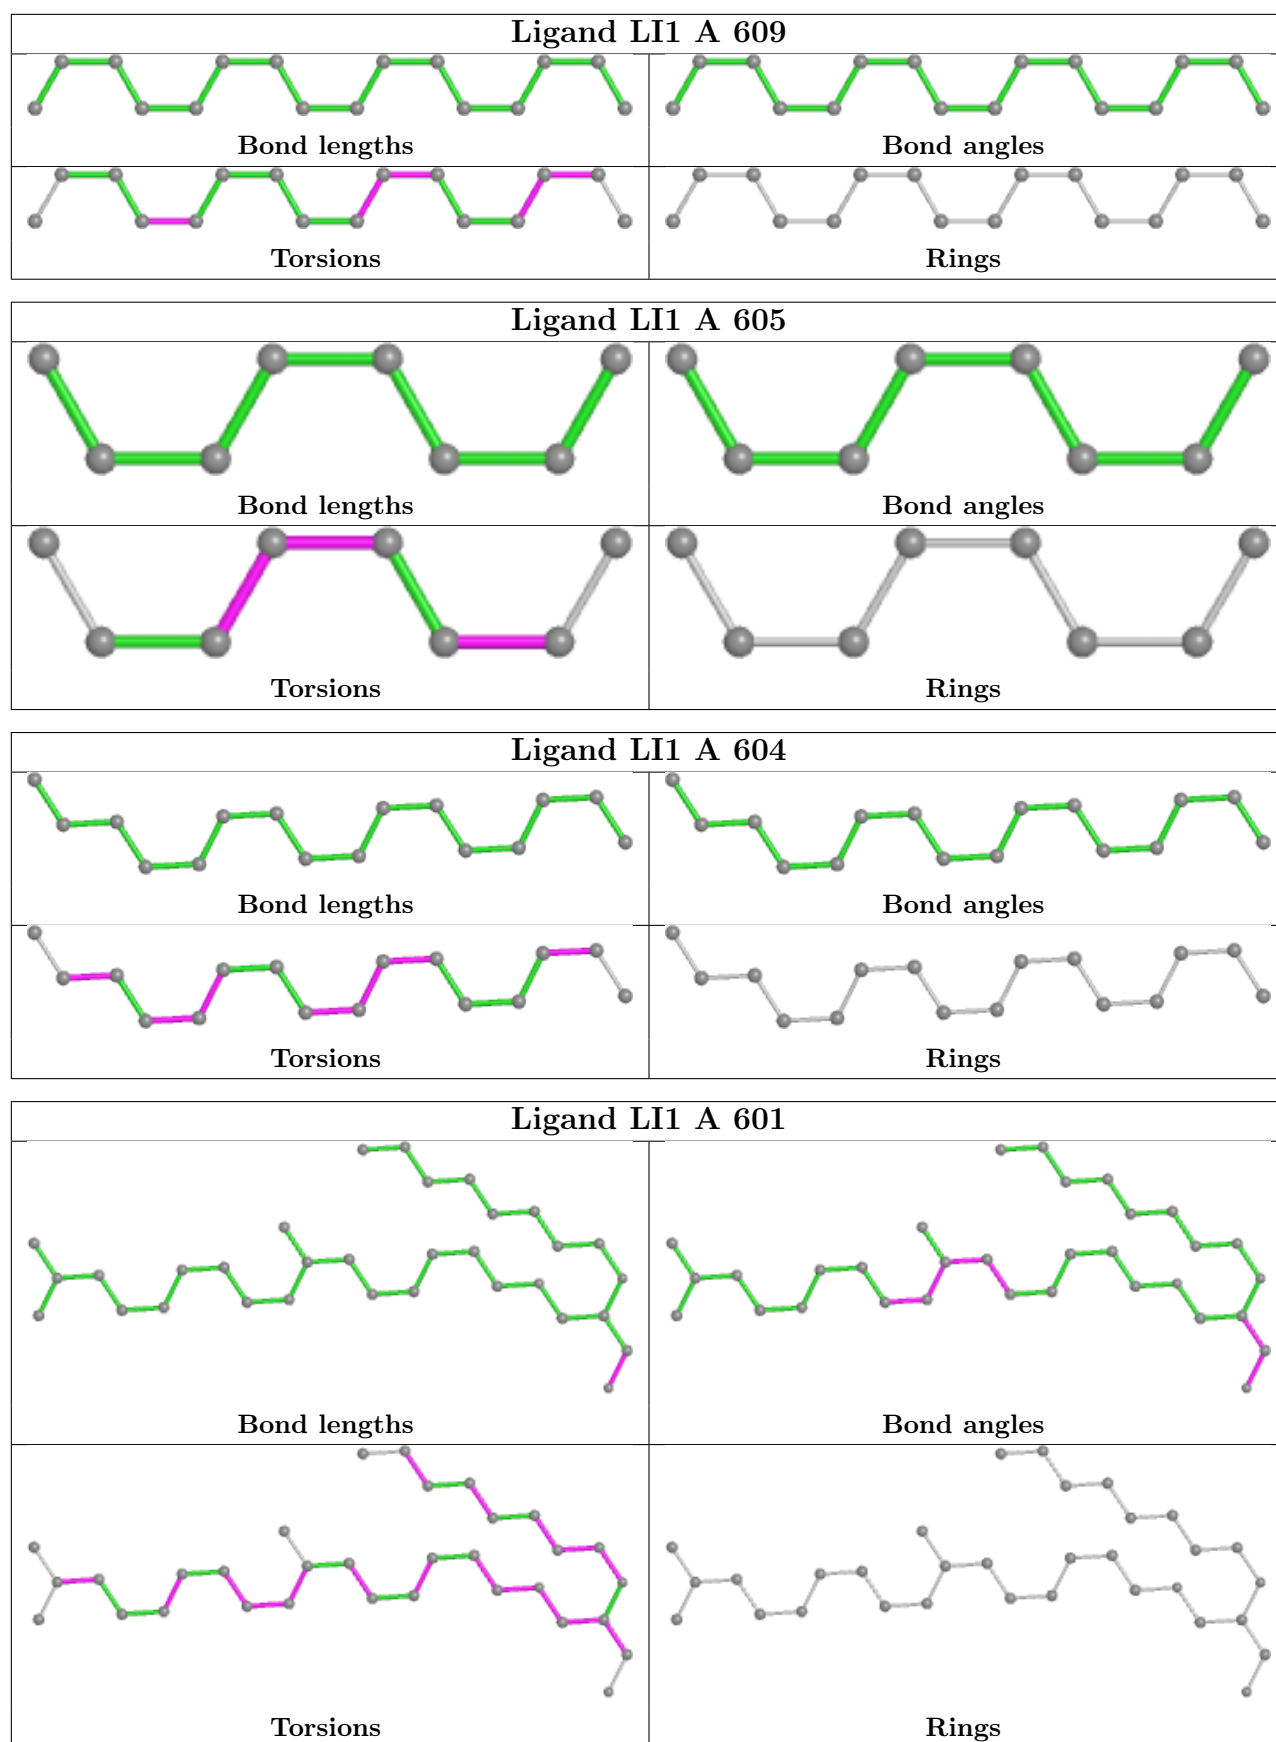 Ligand LI1 A 609
Bond lengths
Bond angles
Torsions
Rings
Ligand LI1 A 605
Bond lengths
Bond angles
Torsions
Rings
Ligand LI1 A 604
Bond lengths
Bond angles
Torsions
Rings
Ligand LI1 A 601
Bond lengths
Bond angles
Torsions
Rings